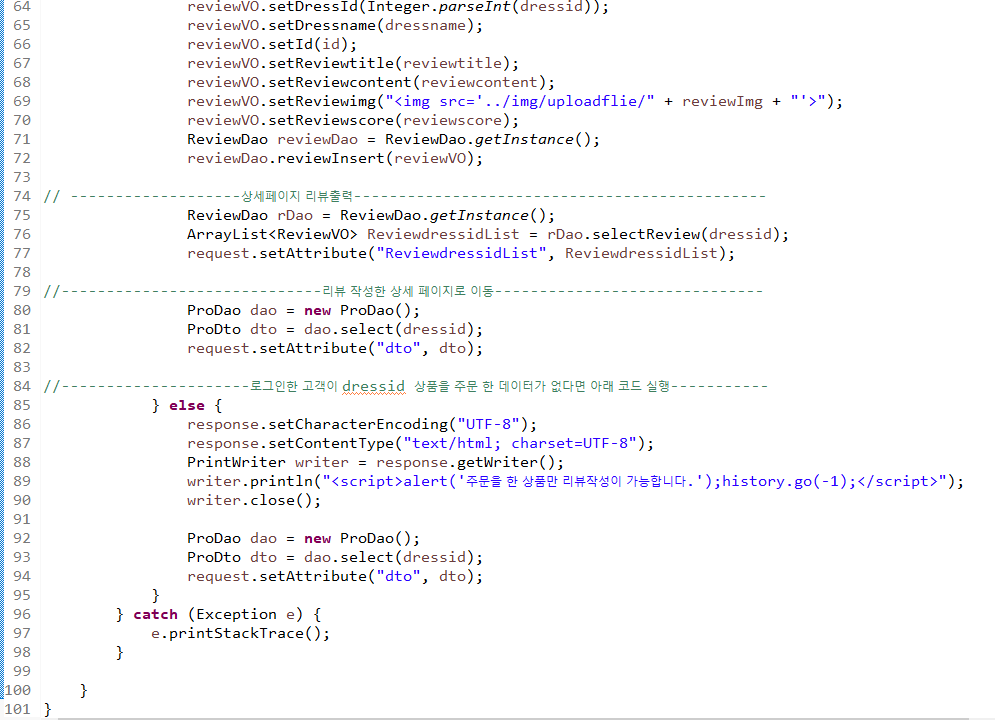 64 reviewVO.setDressId(Integer.parseInt(dressid));
65 reviewVO.setDressname(dressname);
66 reviewVO.setId(id);
67 reviewVO.setReviewtitle(reviewtitle);
68 reviewVO.setReviewcontent(reviewcontent);
69 reviewVO.setReviewimg("<img src='../img/uploadflie/" + reviewImg + "'>");
70 reviewVO.setReviewscore(reviewscore);
71 ReviewDao reviewDao = ReviewDao.getInstance();
72 reviewDao.reviewInsert(reviewVO);
73
74 // -------------------상세페이지 리뷰출력----------------------------------------------
75 ReviewDao rDao = ReviewDao.getInstance();
76 ArrayList<ReviewVO> ReviewdressidList = rDao.selectReview(dressid);
77 request.setAttribute("ReviewdressidList", ReviewdressidList);
78
79 //-----------------------------리뷰 작성한 상세 페이지로 이동------------------------------
80 ProDao dao = new ProDao();
81 ProDto dto = dao.select(dressid);
82 request.setAttribute("dto", dto);
83
84 //---------------------로그인한 고객이 dressid 상품을 주문 한 데이터가 없다면 아래 코드 실행-----------
85 } else {
86 response.setCharacterEncoding("UTF-8");
87 response.setContentType("text/html; charset=UTF-8");
88 PrintWriter writer = response.getWriter();
89 writer.println("<script>alert('주문을 한 상품만 리뷰작성이 가능합니다.');history.go(-1);</script>");
90 writer.close();
91
92 ProDao dao = new ProDao();
93 ProDto dto = dao.select(dressid);
94 request.setAttribute("dto", dto);
95 }
96 } catch (Exception e) {
97 e.printStackTrace();
98 }
99
100 }
101 }